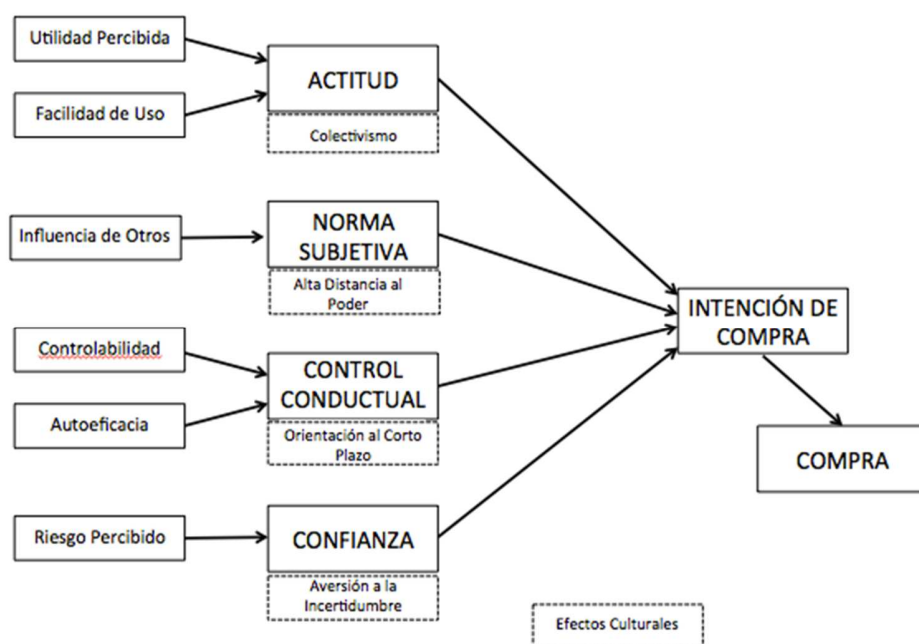 Utilidad Percibida
ACTITUD
Facilidad de Uso
Colectivismo
Influencia de Otros
NORMA
SUBJETIVA
Alta Distancia al
Poder
INTENCIÓN DE
COMPRA
Controlabilidad
CONTROL
CONDUCTUAL
Autoeficacia
Orientación al Corto
Plazo
COMPRA
Riesgo Percibido
CONFIANZA
Aversión a la
Incertidumbre
Efectos Culturales